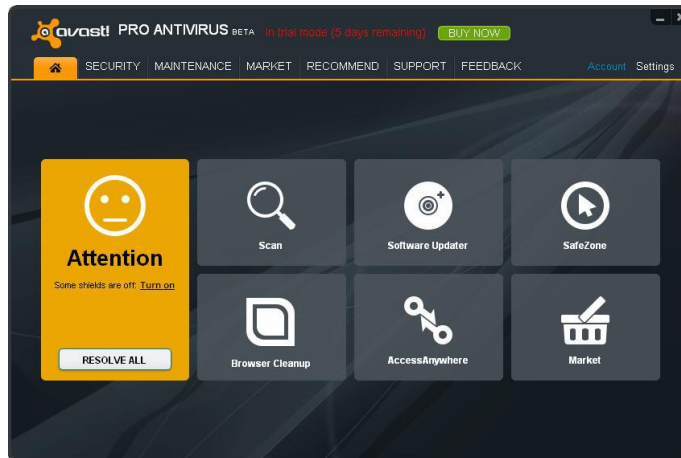 avast! PRO ANTIVIRUS BETA In trial mode (5 days remaining) BUY NOW
SECURITY MAINTENANCE MARKET RECOMMEND SUPPORT FEEDBACK Account Settings
Attention
Some shields are off: Turn on
RESOLVE ALL
Scan
Software Updater
SafeZone
Browser Cleanup
AccessAnywhere
Market